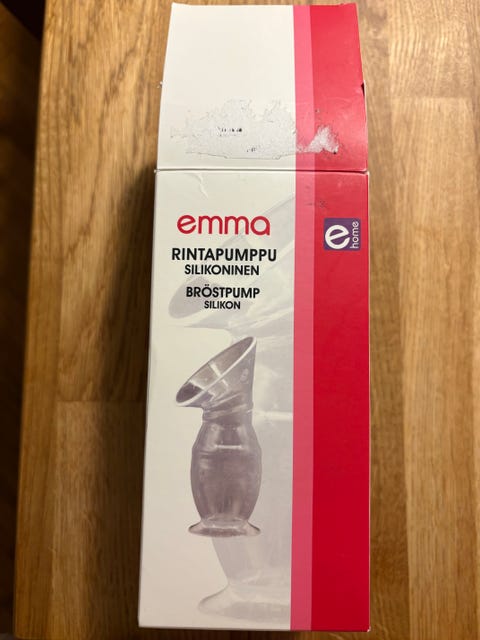 emma
e home
RINTAPUMPPU
SILIKONINEN
BRÖSTPUMP
SILIKON